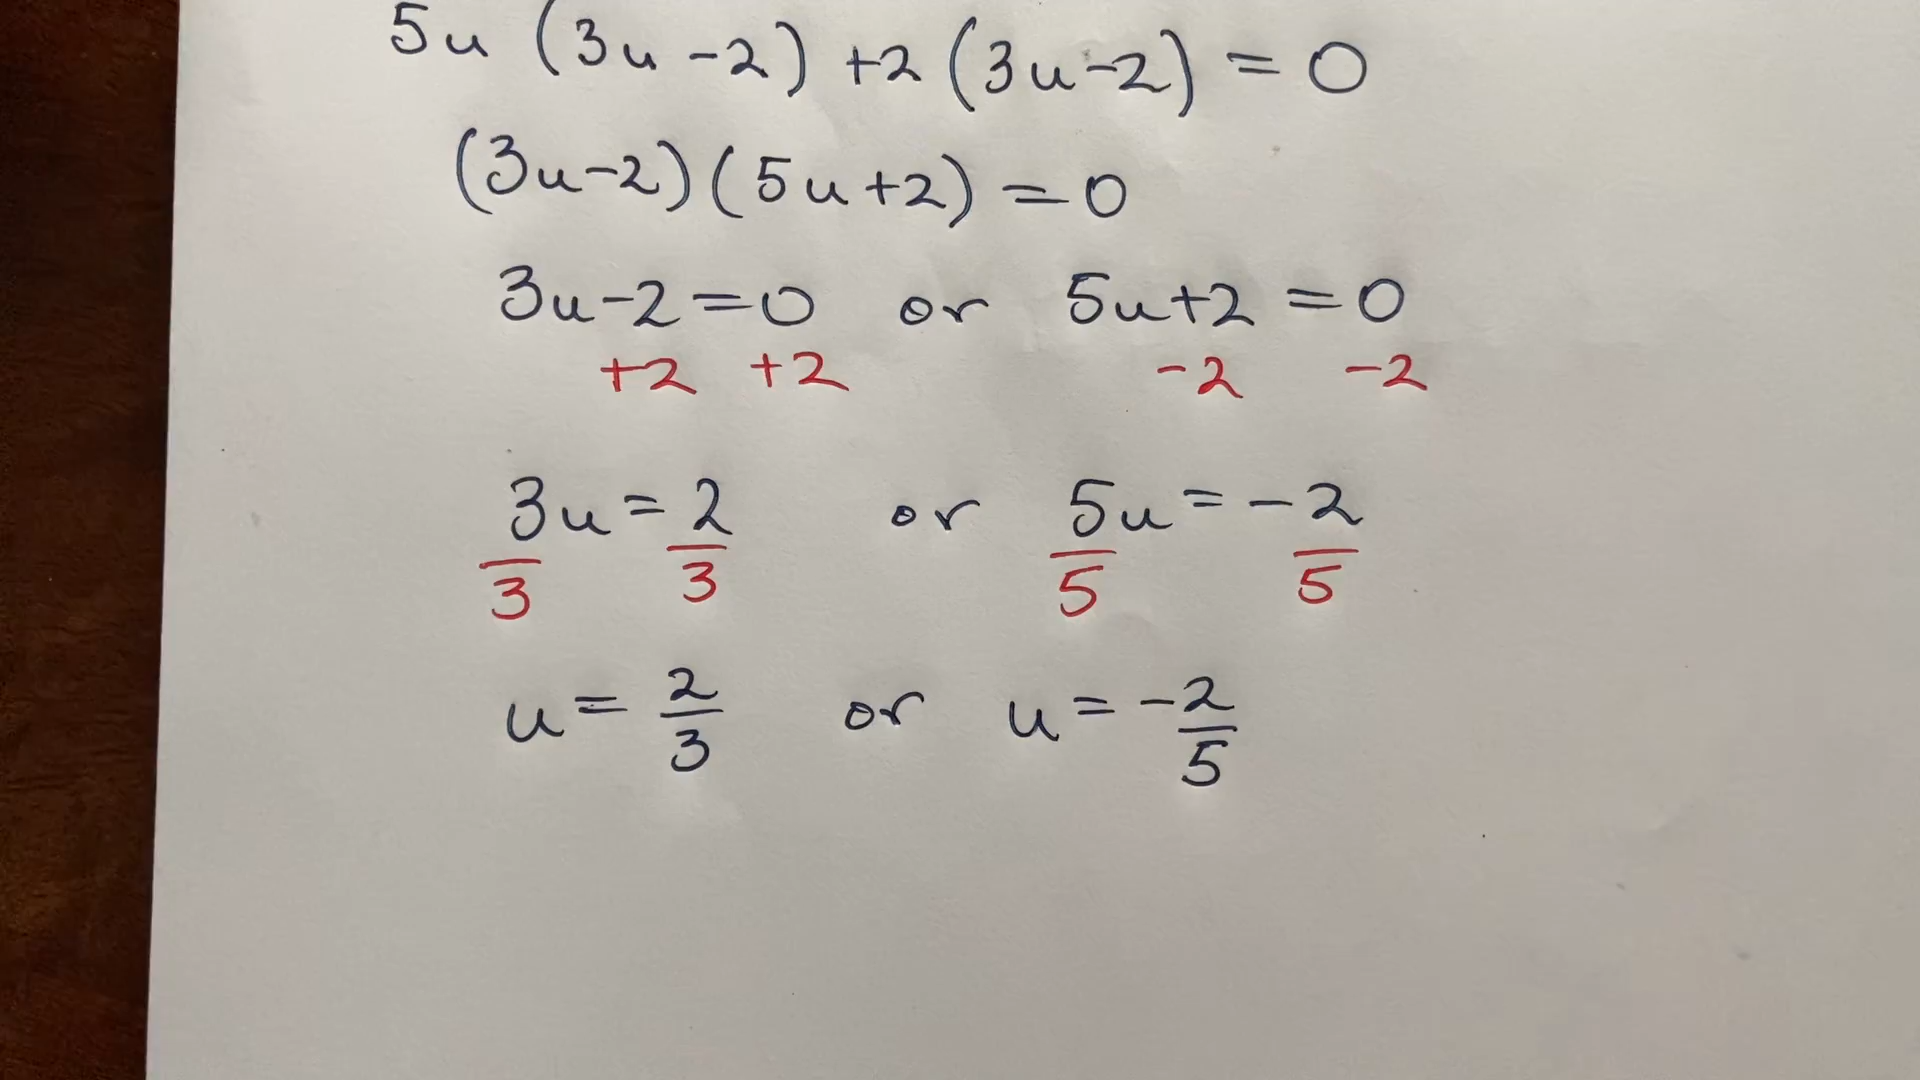 5u (3u-2) +2 (3u-2) = 0
(3u-2)(5u+2) = 0
3u-2=0 or 5u+2=0
+2 +2 -2 -2
3u = 2 or 5u = -2
3 3 5 5
u = 2/3 or u = -2/5